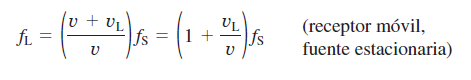 f_L = ((v + v_L) / v) f_S = (1 + v_L / v) f_S (receptor móvil,
fuente estacionaria)